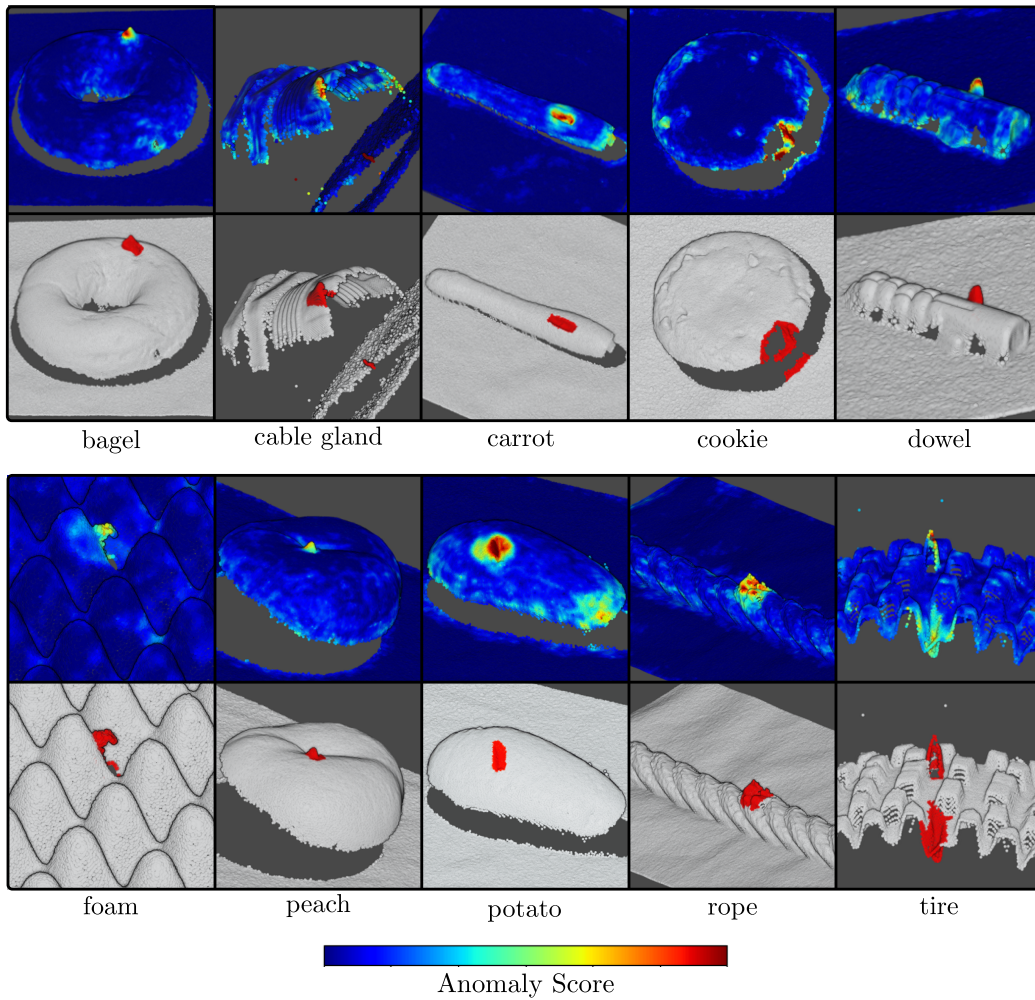 bagel
cable gland
carrot
cookie
dowel
foam
peach
potato
rope
tire
Anomaly Score